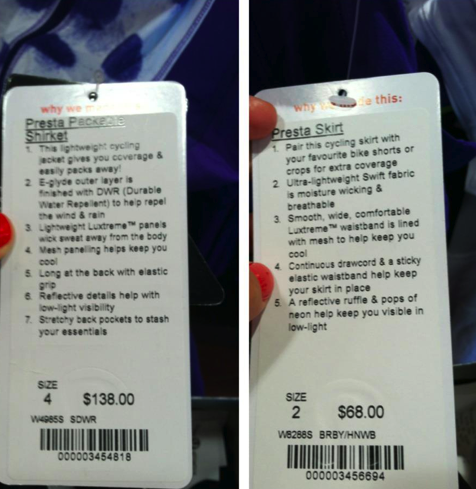 why we
Presta
Shirket
1. This lightweight cycling
jacket gives you coverage &
easily packs away!
2. E-glyde outer layer is
finished with DWR (Durable
Water Repellent) to help repel
the wind & rain
3. Lightweight Luxtreme™ panels
wick sweat away from the body
4. Mesh panelling helps keep you
cool
5. Long at the back with elastic
grip
6. Reflective details help with
low-light visibility
7. Stretchy back pockets to stash
your essentials
SIZE
4 $138.00
W4965S SDWR
000003454818
why we made this:
Presta Skirt
1. Pair this cycling skirt with
your favourite bike shorts or
crops for extra coverage
2. Ultra-lightweight Swift fabric
is moisture wicking &
breathable
3. Smooth, wide, comfortable
Luxtreme™ waistband is lined
with mesh to help keep you
cool
4. Continuous drawcord & a sticky
elastic waistband help keep
your skirt in place
5. A reflective ruffle & pops of
neon help keep you visible in
low-light
SIZE
2 $68.00
W8288S BRBY/HNWB
000003456694